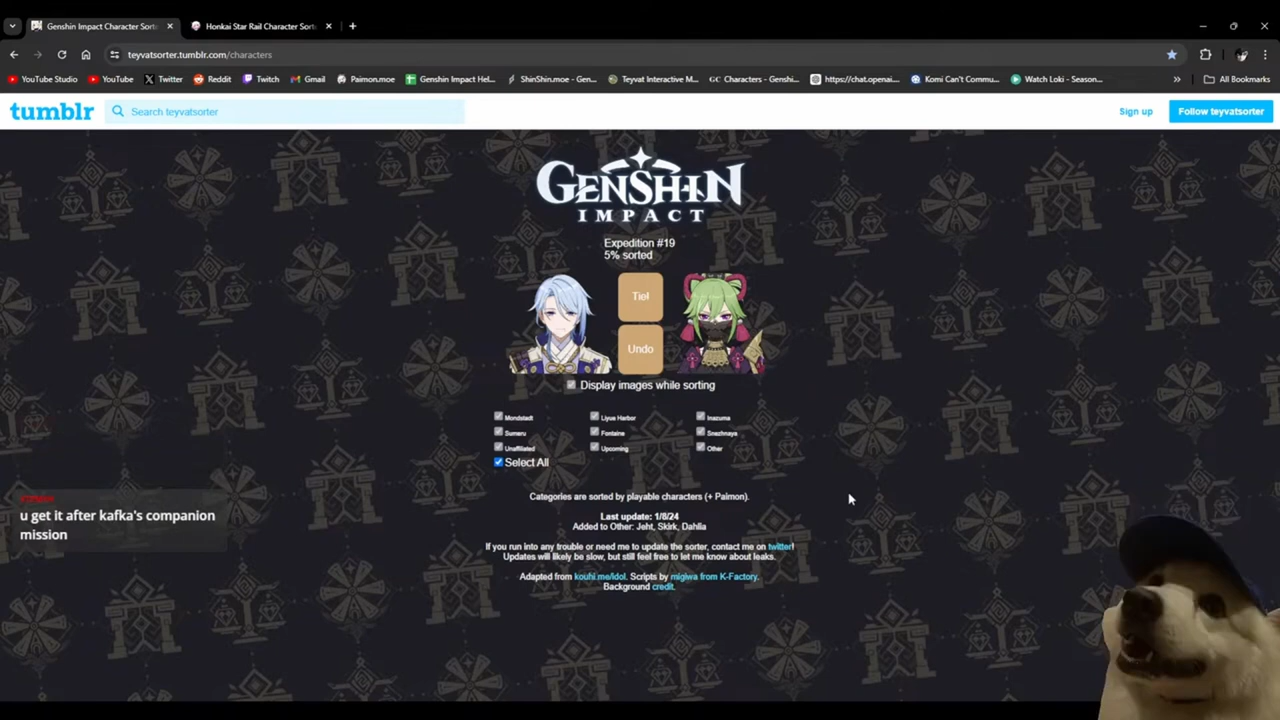 Genshin Impact Character Sort
Honkai Star Rail Character Sort
teyvatsorter.tumblr.com/characters
YouTube Studio
YouTube
Twitter
Reddit
Twitch
Gmail
Paimon.moe
Genshin Impact Hel...
ShinShin.moe - Gen...
Teyvat Interactive M...
GC Characters - Genshi...
https://chat.openai....
Komi Can't Commu...
Watch Loki - Season...
All Bookmarks
tumblr
Search teyvatsorter
Sign up
Follow teyvatsorter
GENSHIN
IMPACT
Expedition #19
5% sorted
Tie!
Undo
Display images while sorting
Mondstadt
Liyue Harbor
Inazuma
Sumeru
Fontaine
Snezhnaya
Unaffiliated
Upcoming
Other
Select All
Categories are sorted by playable characters (+ Paimon).
Last update: 1/8/24
Added to Other: Jeht, Skirk, Dahlia
If you run into any trouble or need me to update the sorter, contact me on twitter!
Updates will likely be slow, but still feel free to let me know about leaks.
Adapted from kouhi.me/idol. Scripts by migiwa from K-Factory.
Background credit.
u get it after kafka's companion
mission